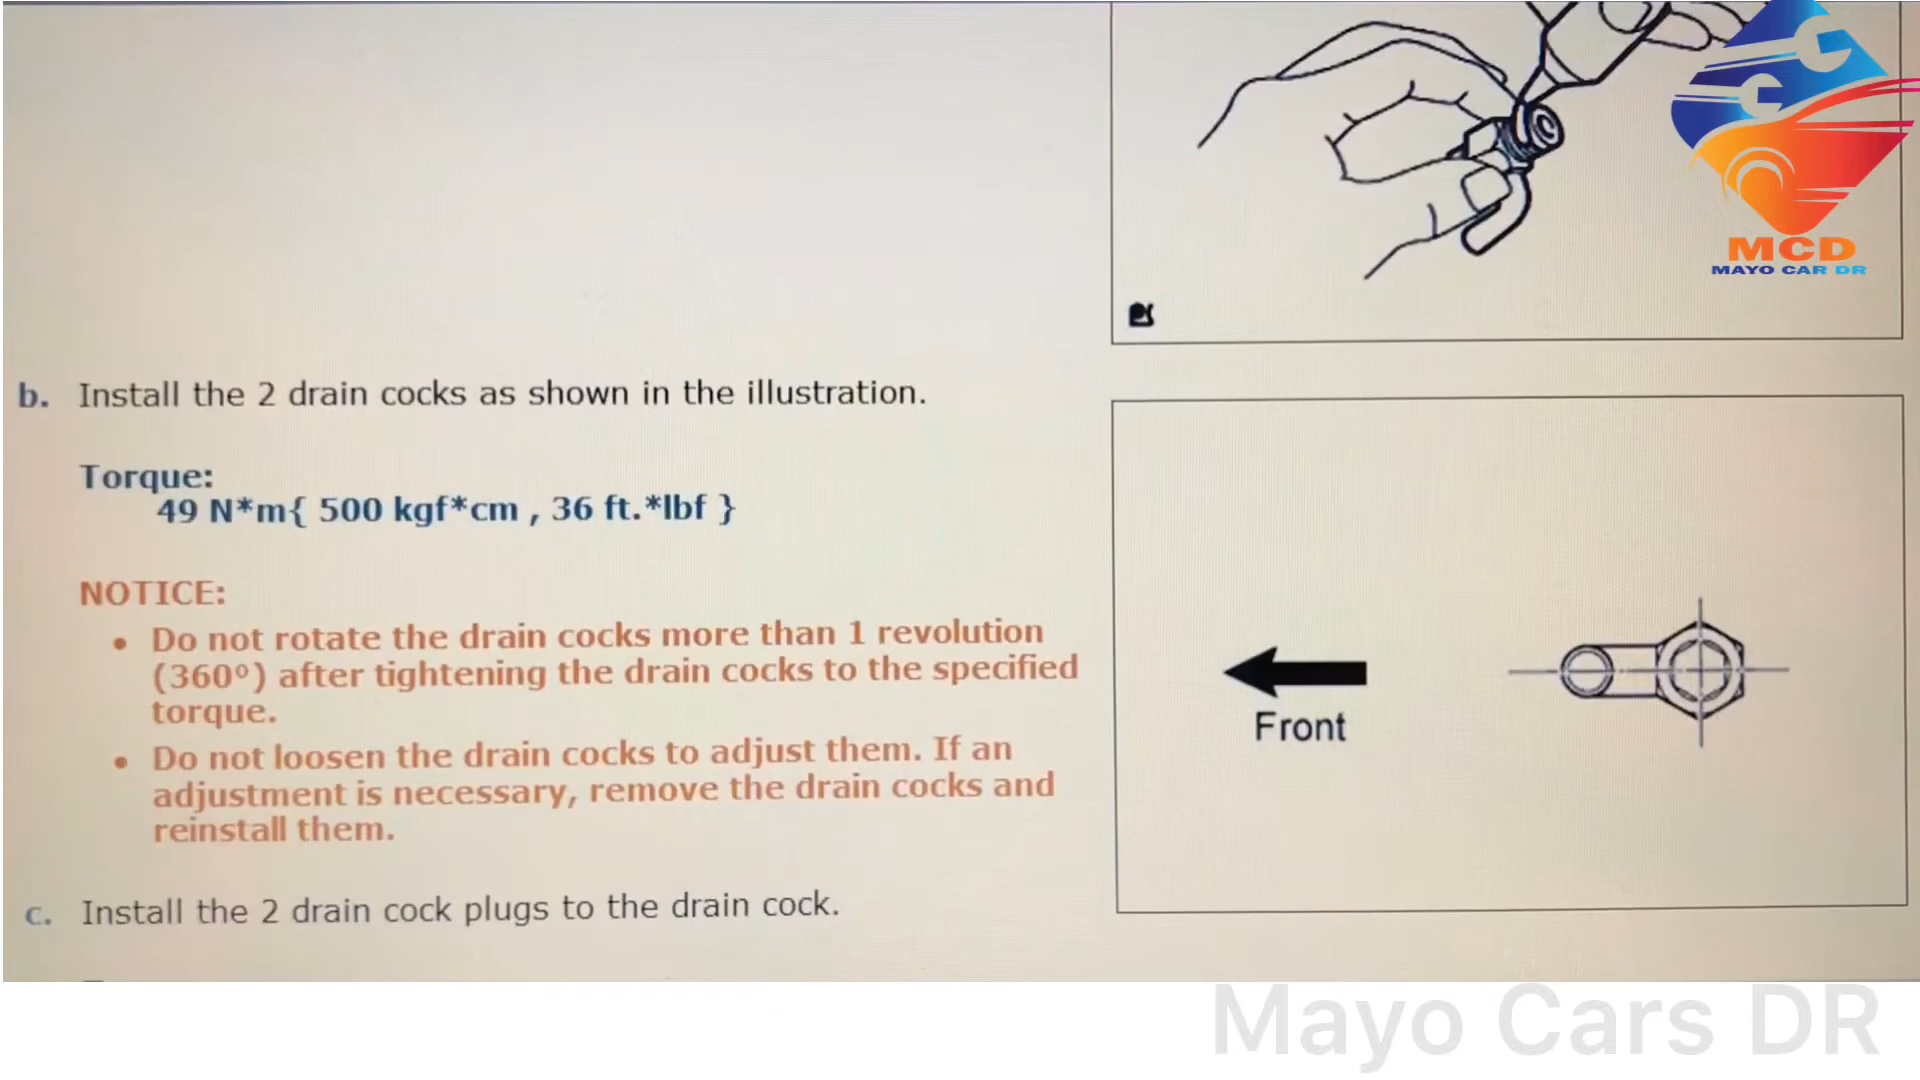 MCD
MAYO CAR DR
b. Install the 2 drain cocks as shown in the illustration.
Torque:
49 N*m{ 500 kgf*cm , 36 ft.*lbf }
NOTICE:
• Do not rotate the drain cocks more than 1 revolution
(360°) after tightening the drain cocks to the specified
torque.
• Do not loosen the drain cocks to adjust them. If an
adjustment is necessary, remove the drain cocks and
reinstall them.
Front
c. Install the 2 drain cock plugs to the drain cock.
Mayo Cars DR